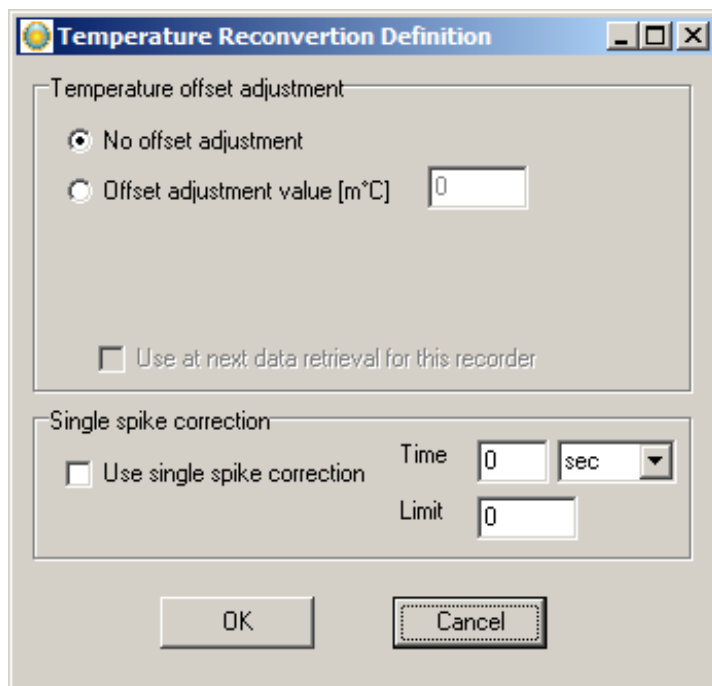 Temperature Reconvertion Definition
Temperature offset adjustment
No offset adjustment
Offset adjustment value [m°C] 0
Use at next data retrieval for this recorder
Single spike correction
Use single spike correction
Time 0 sec
Limit 0
OK Cancel